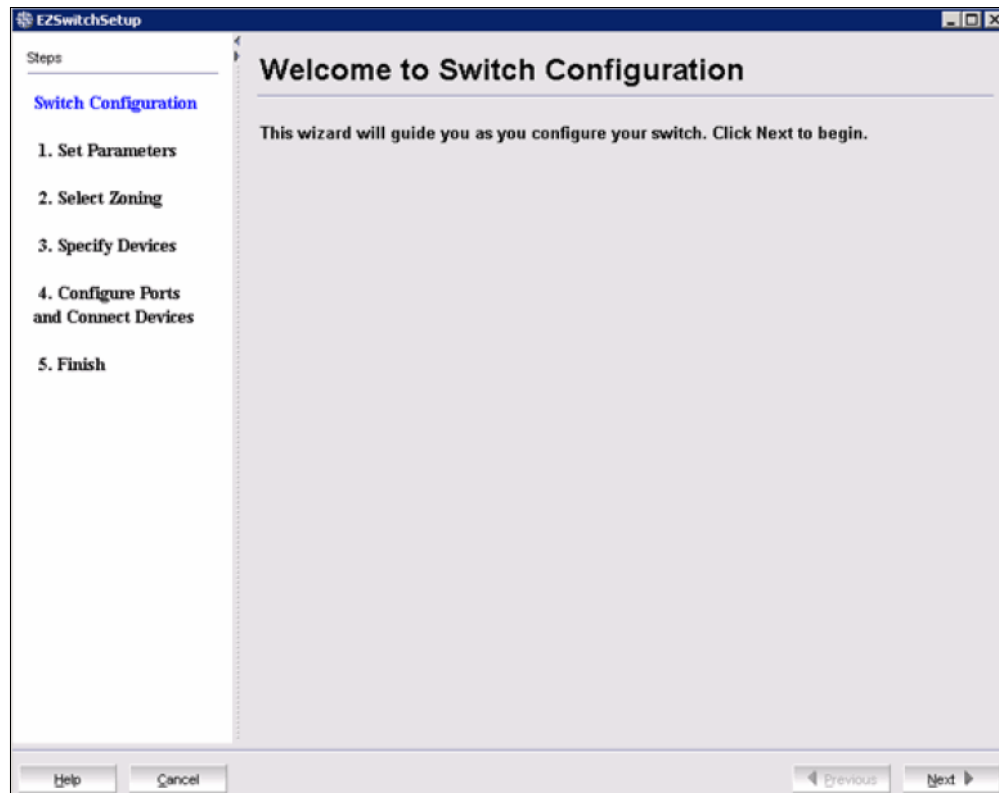 EZSwitchSetup
Steps
Switch Configuration
1. Set Parameters
2. Select Zoning
3. Specify Devices
4. Configure Ports
and Connect Devices
5. Finish
Welcome to Switch Configuration
This wizard will guide you as you configure your switch. Click Next to begin.
Help
Cancel
Previous
Next